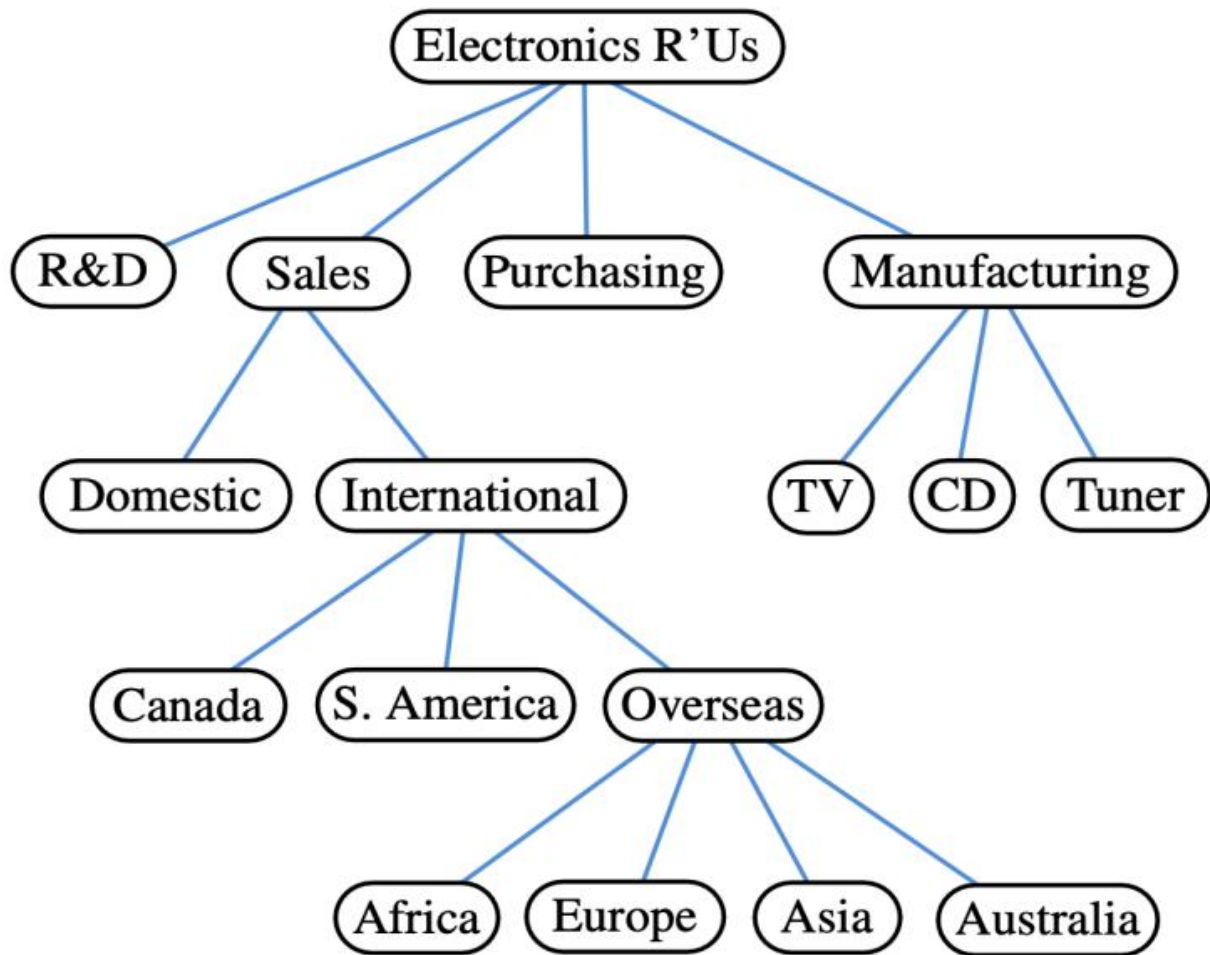 Electronics R’Us
R&D Sales Purchasing Manufacturing
Domestic International TV CD Tuner
Canada S. America Overseas
Africa Europe Asia Australia